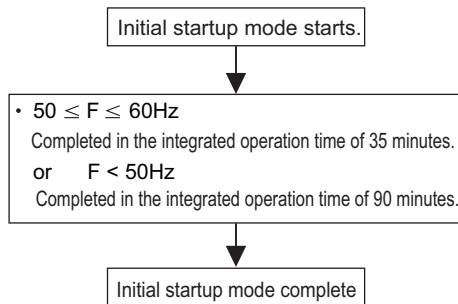 Initial startup mode starts.
· 50 ≤ F ≤ 60Hz
Completed in the integrated operation time of 35 minutes.
or F < 50Hz
Completed in the integrated operation time of 90 minutes.
Initial startup mode complete